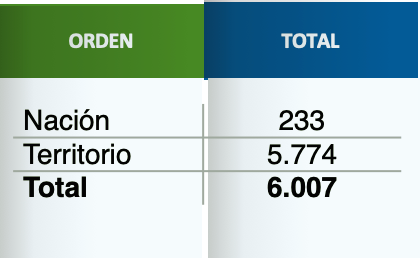 ORDEN TOTAL
Nación 233
Territorio 5.774
Total 6.007